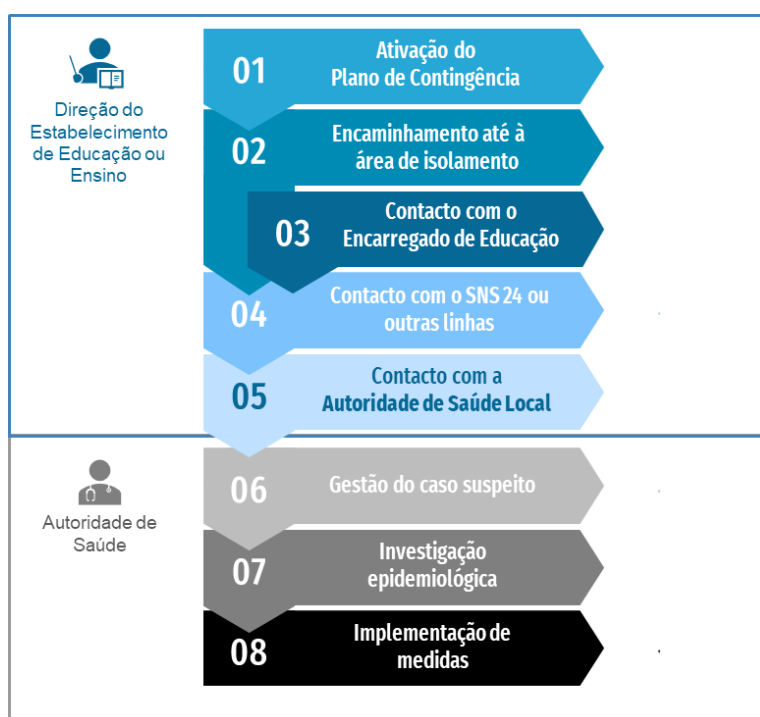 Direção do
Estabelecimento
de Educação ou
Ensino
01
Ativação do
Plano de Contingência
02
Encaminhamento até à
área de isolamento
03
Contacto com o
Encarregado de Educação
04
Contacto com o SNS 24 ou
outras linhas
05
Contacto com a
Autoridade de Saúde Local
Autoridade de
Saúde
06
Gestão do caso suspeito
07
Investigação
epidemiológica
08
Implementação de
medidas